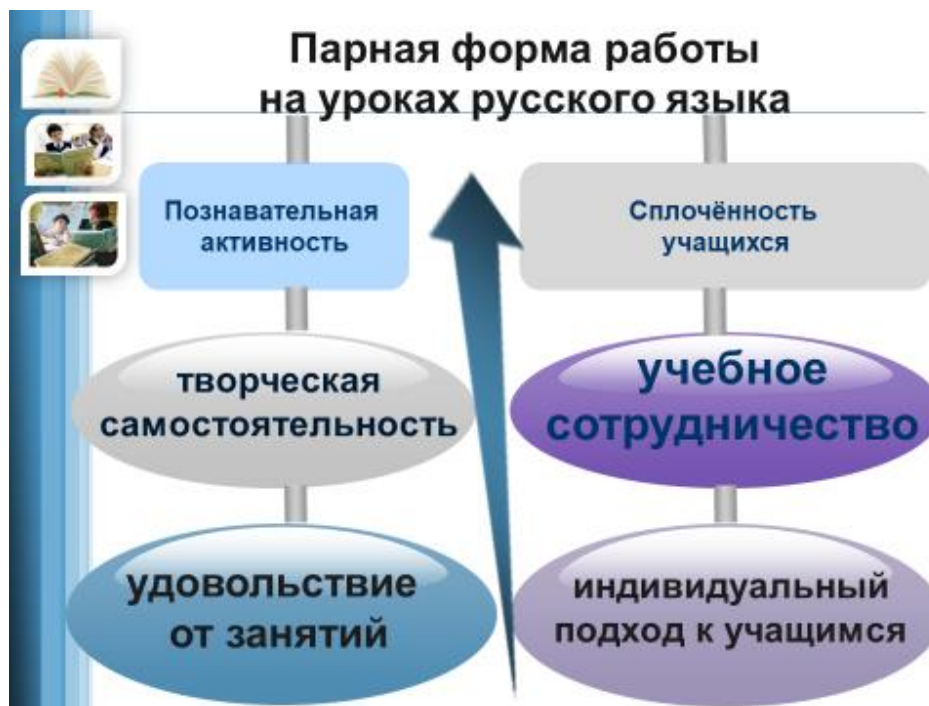 Парная форма работы
на уроках русского языка
Познавательная
активность
Сплочённость
учащихся
творческая
самостоятельность
учебное
сотрудничество
удовольствие
от занятий
индивидуальный
подход к учащимся